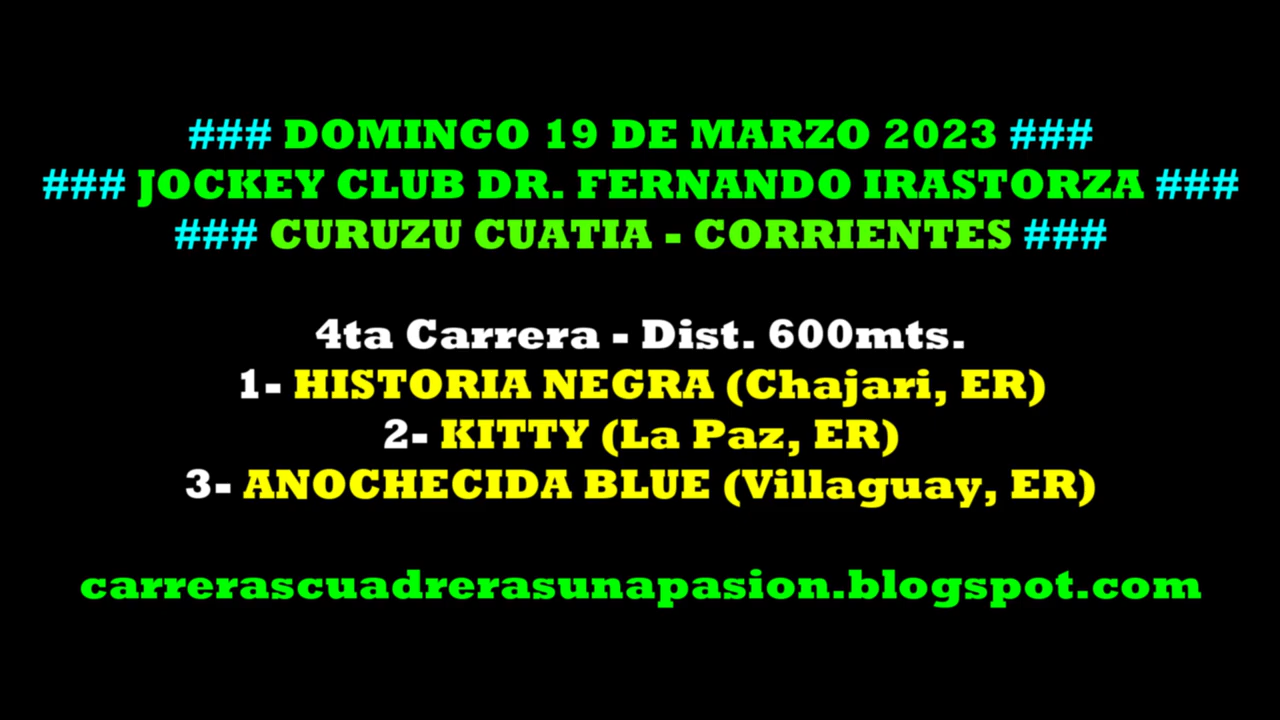 ### DOMINGO 19 DE MARZO 2023 ###
### JOCKEY CLUB DR. FERNANDO IRASTORZA ###
### CURUZU CUATIA - CORRIENTES ###
4ta Carrera - Dist. 600mts.
1- HISTORIA NEGRA (Chajari, ER)
2- KITTY (La Paz, ER)
3- ANOCHECIDA BLUE (Villaguay, ER)
carrerascuadrerasunapasion.blogspot.com